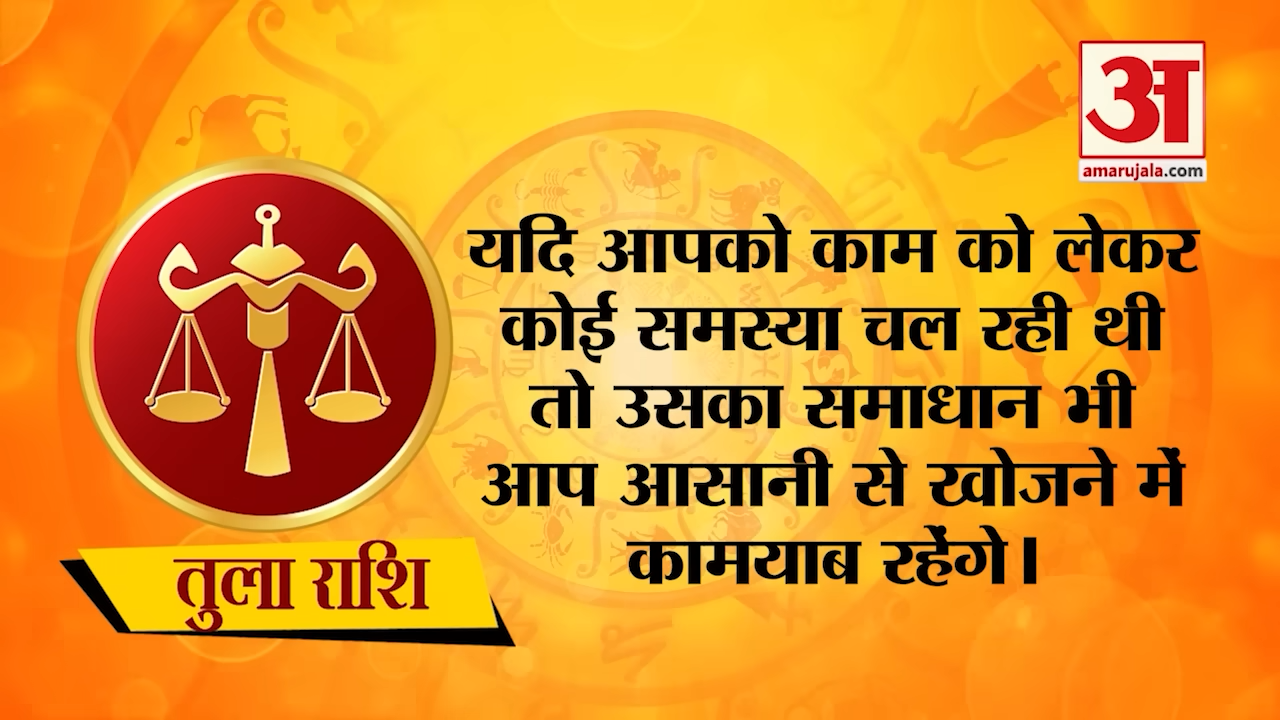 अ
amarujala.com
यदि आपको काम को लेकर
कोई समस्या चल रही थी
तो उसका समाधान भी
आप आसानी से खोजने में
कामयाब रहेंगे।
तुला राशि